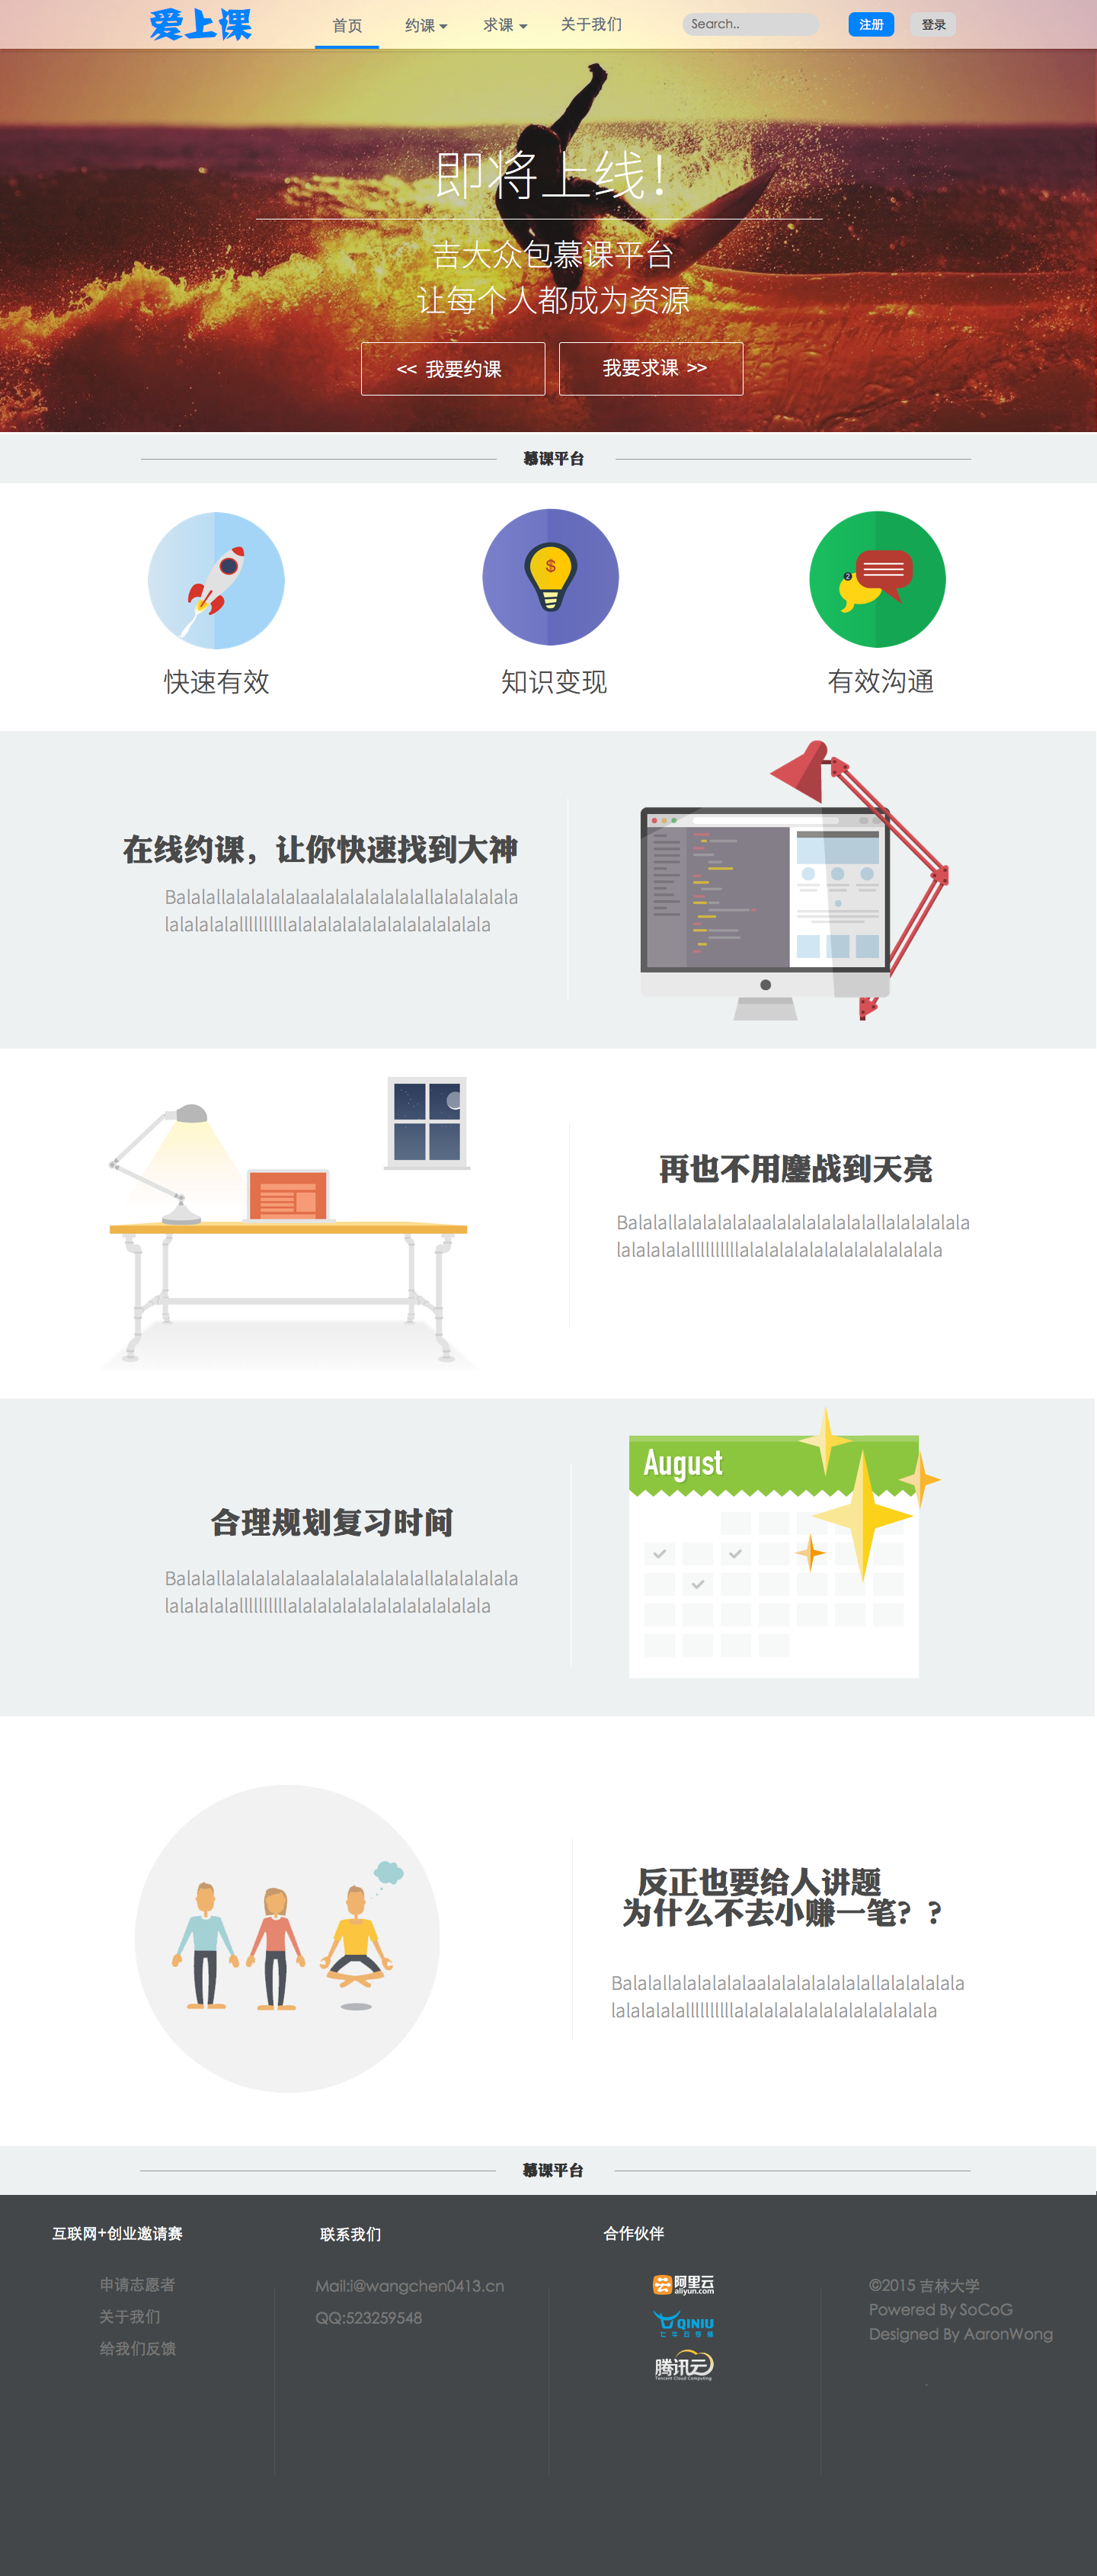 爱上课
首页 约课 求课 关于我们 Search.. 注册 登录
即将上线！
吉大众包慕课平台
让每个人都成为资源
<< 我要约课 我要求课 >>
慕课平台
$
2
快速有效 知识变现 有效沟通
在线约课，让你快速找到大神
Balalallalalalalalaalalalalalalalallalalalalala
lalalalalalllllllllllalalalalalalalalalalalalala
再也不用鏖战到天亮
Balalallalalalalalaalalalalalalalallalalalalala
lalalalalalllllllllllalalalalalalalalalalalalala
August
合理规划复习时间
Balalallalalalalalaalalalalalalalallalalalalala
lalalalalalllllllllllalalalalalalalalalalalalala
反正也要给人讲题
为什么不去小赚一笔？？
Balalallalalalalalaalalalalalalalallalalalalala
lalalalalalllllllllllalalalalalalalalalalalalala
慕课平台
互联网+创业邀请赛
申请志愿者
关于我们
给我们反馈
联系我们
Mail:i@wangchen0413.cn
QQ:523259548
合作伙伴
阿里云
aliyun.com
QINIU
七牛云存储
腾讯云
Tencent Cloud Computing
©2015 吉林大学
Powered By SoCoG
Designed By AaronWong